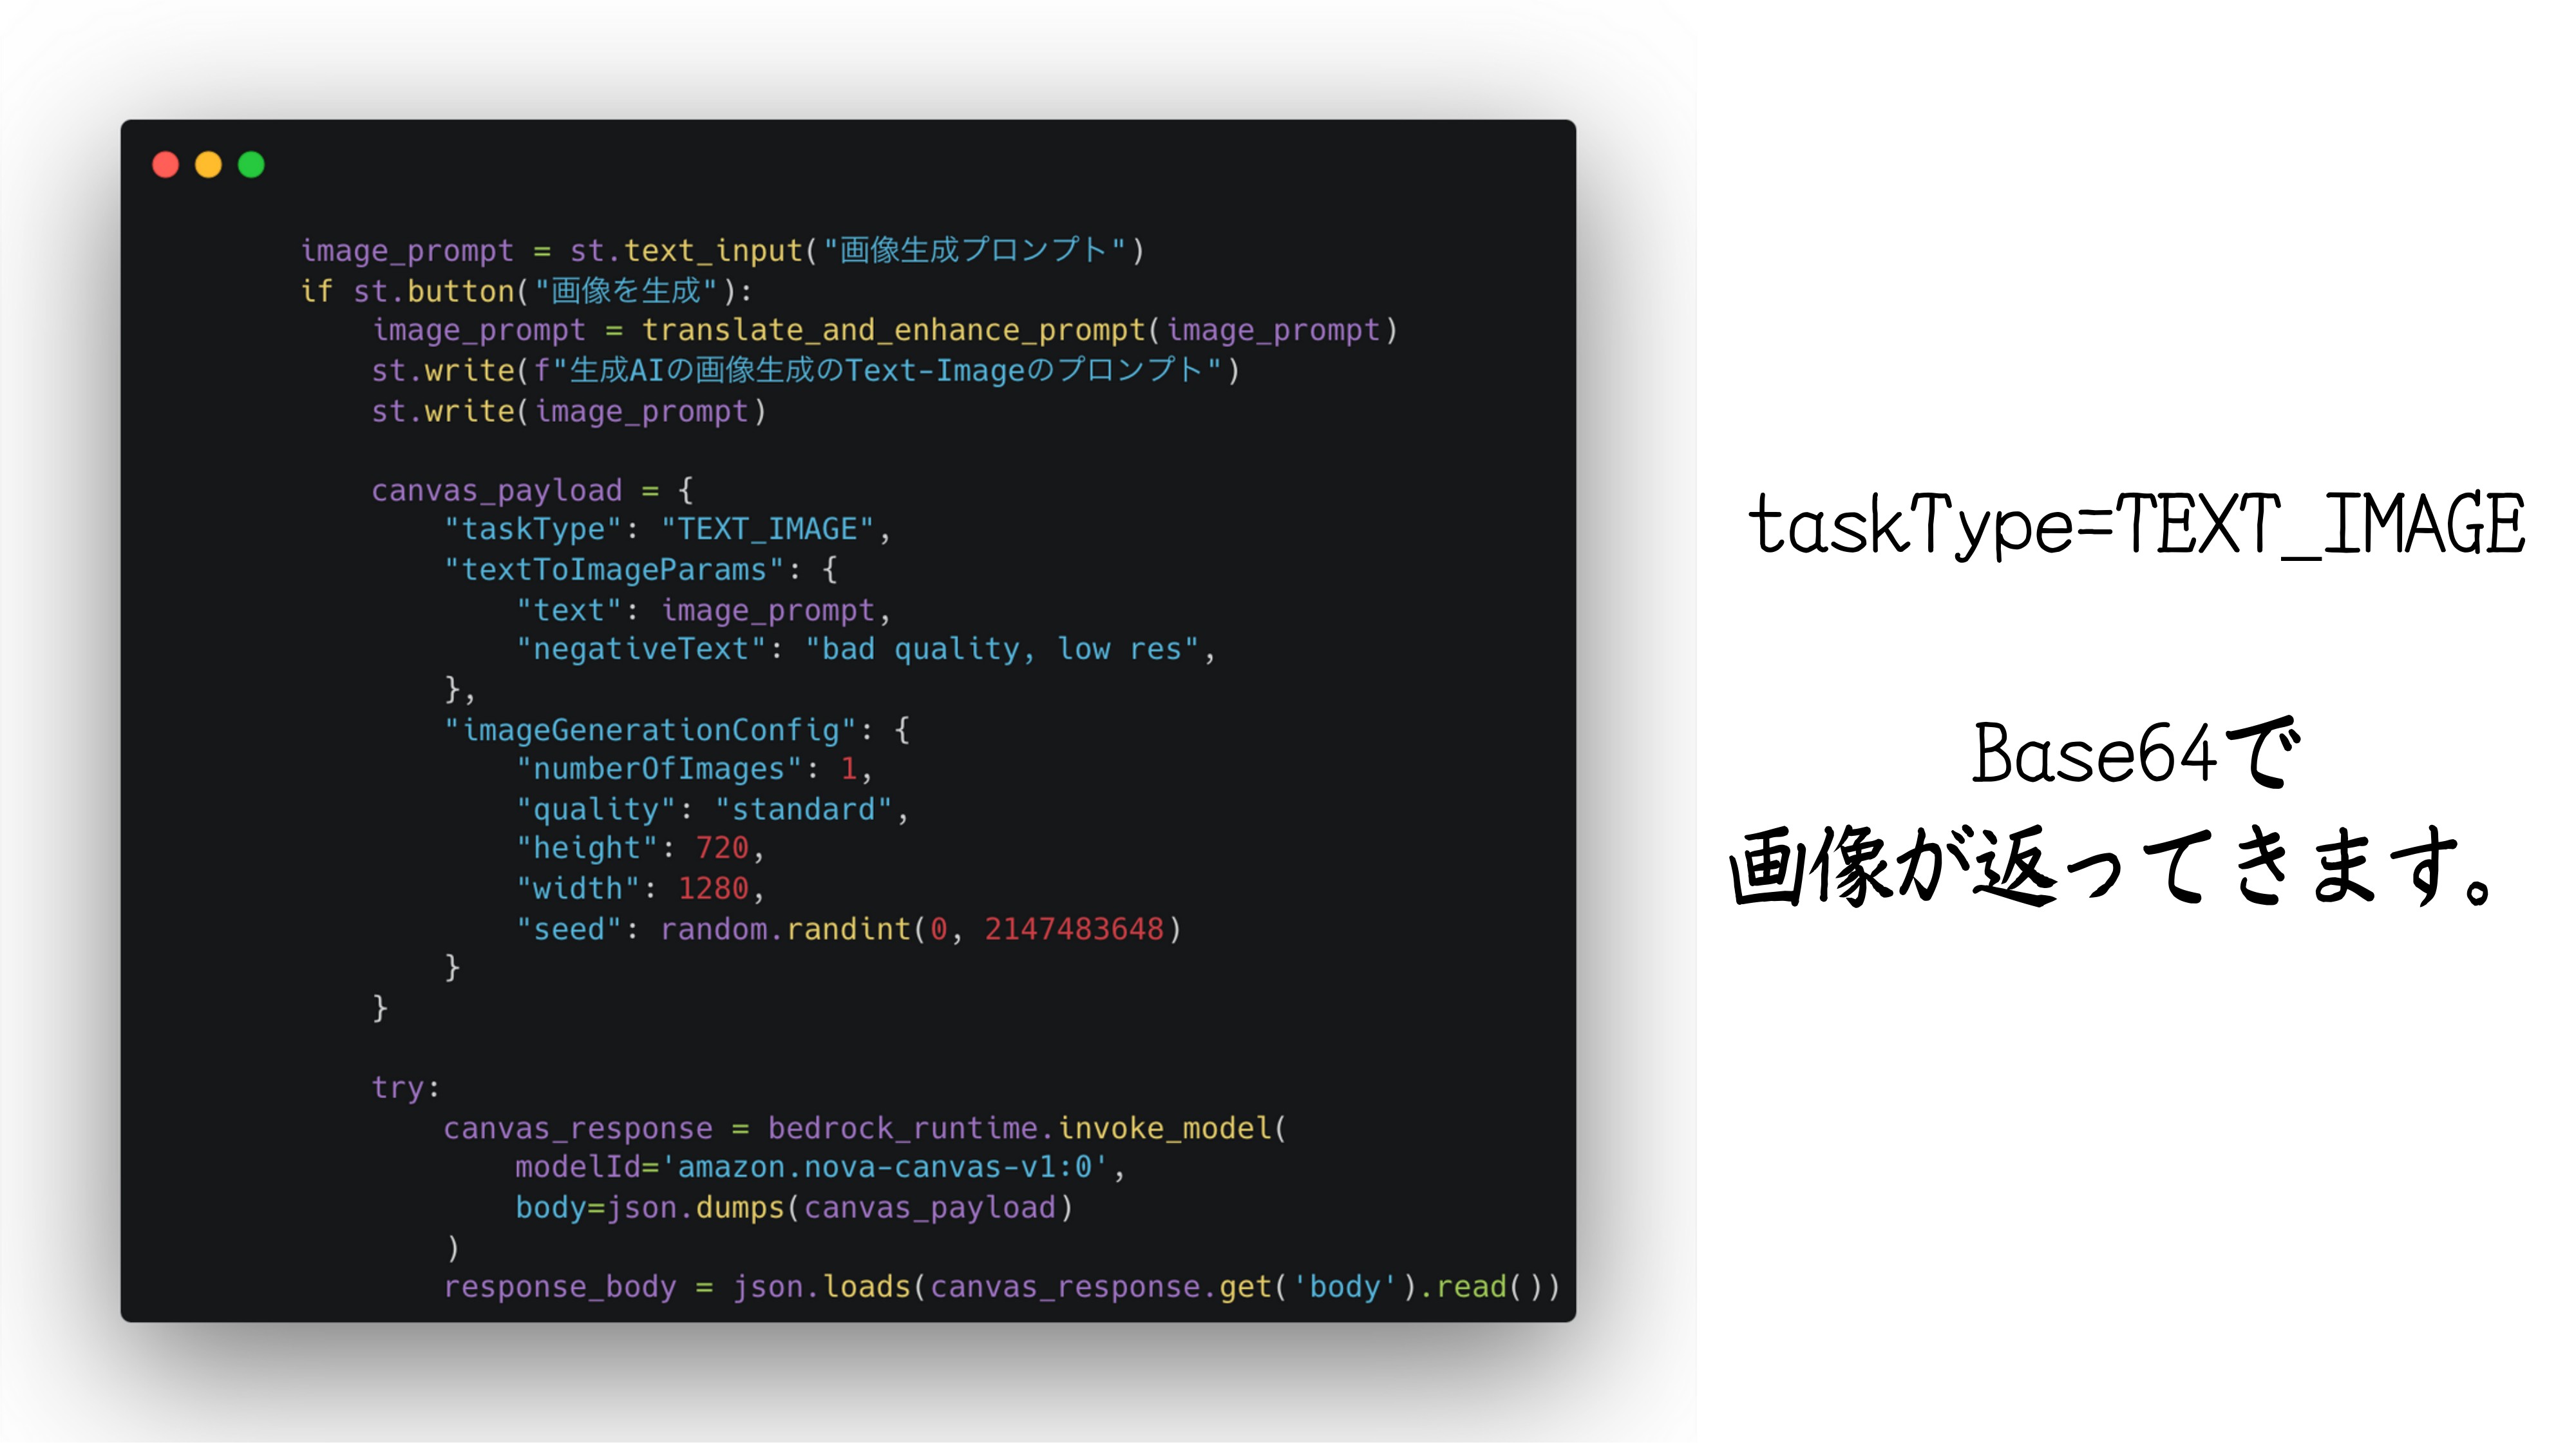 image_prompt = st.text_input("画像生成プロンプト")
if st.button("画像を生成"):
    image_prompt = translate_and_enhance_prompt(image_prompt)
    st.write(f"生成AIの画像生成のText-Imageのプロンプト")
    st.write(image_prompt)

    canvas_payload = {
        "taskType": "TEXT_IMAGE",
        "textToImageParams": {
            "text": image_prompt,
            "negativeText": "bad quality, low res",
        },
        "imageGenerationConfig": {
            "numberOfImages": 1,
            "quality": "standard",
            "height": 720,
            "width": 1280,
            "seed": random.randint(0, 2147483648)
        }
    }

    try:
        canvas_response = bedrock_runtime.invoke_model(
            modelId='amazon.nova-canvas-v1:0',
            body=json.dumps(canvas_payload)
        )
        response_body = json.loads(canvas_response.get('body').read())
taskType=TEXT_IMAGE
Base64で
画像が返ってきます。